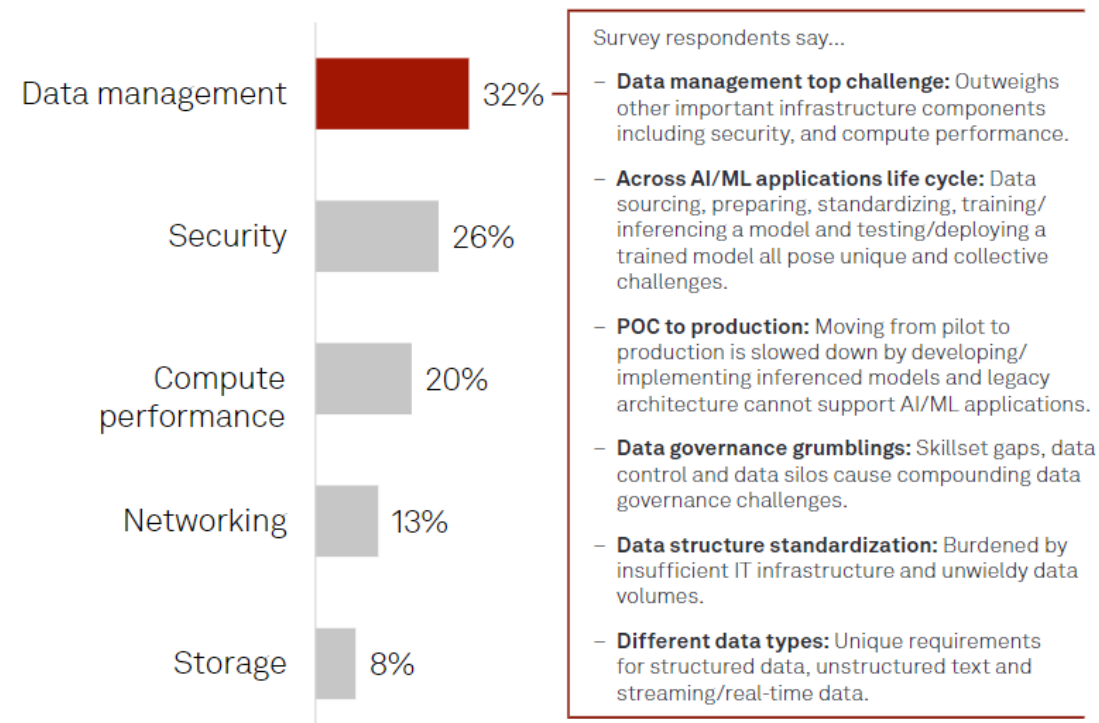 Data management
32%
Security
26%
Compute
performance
20%
Networking
13%
Storage
8%
Survey respondents say...
– Data management top challenge: Outweighs
other important infrastructure components
including security, and compute performance.
– Across AI/ML applications life cycle: Data
sourcing, preparing, standardizing, training/
inferencing a model and testing/deploying a
trained model all pose unique and collective
challenges.
– POC to production: Moving from pilot to
production is slowed down by developing/
implementing inferenced models and legacy
architecture cannot support AI/ML applications.
– Data governance grumblings: Skillset gaps, data
control and data silos cause compounding data
governance challenges.
– Data structure standardization: Burdened by
insufficient IT infrastructure and unwieldy data
volumes.
– Different data types: Unique requirements
for structured data, unstructured text and
streaming/real-time data.